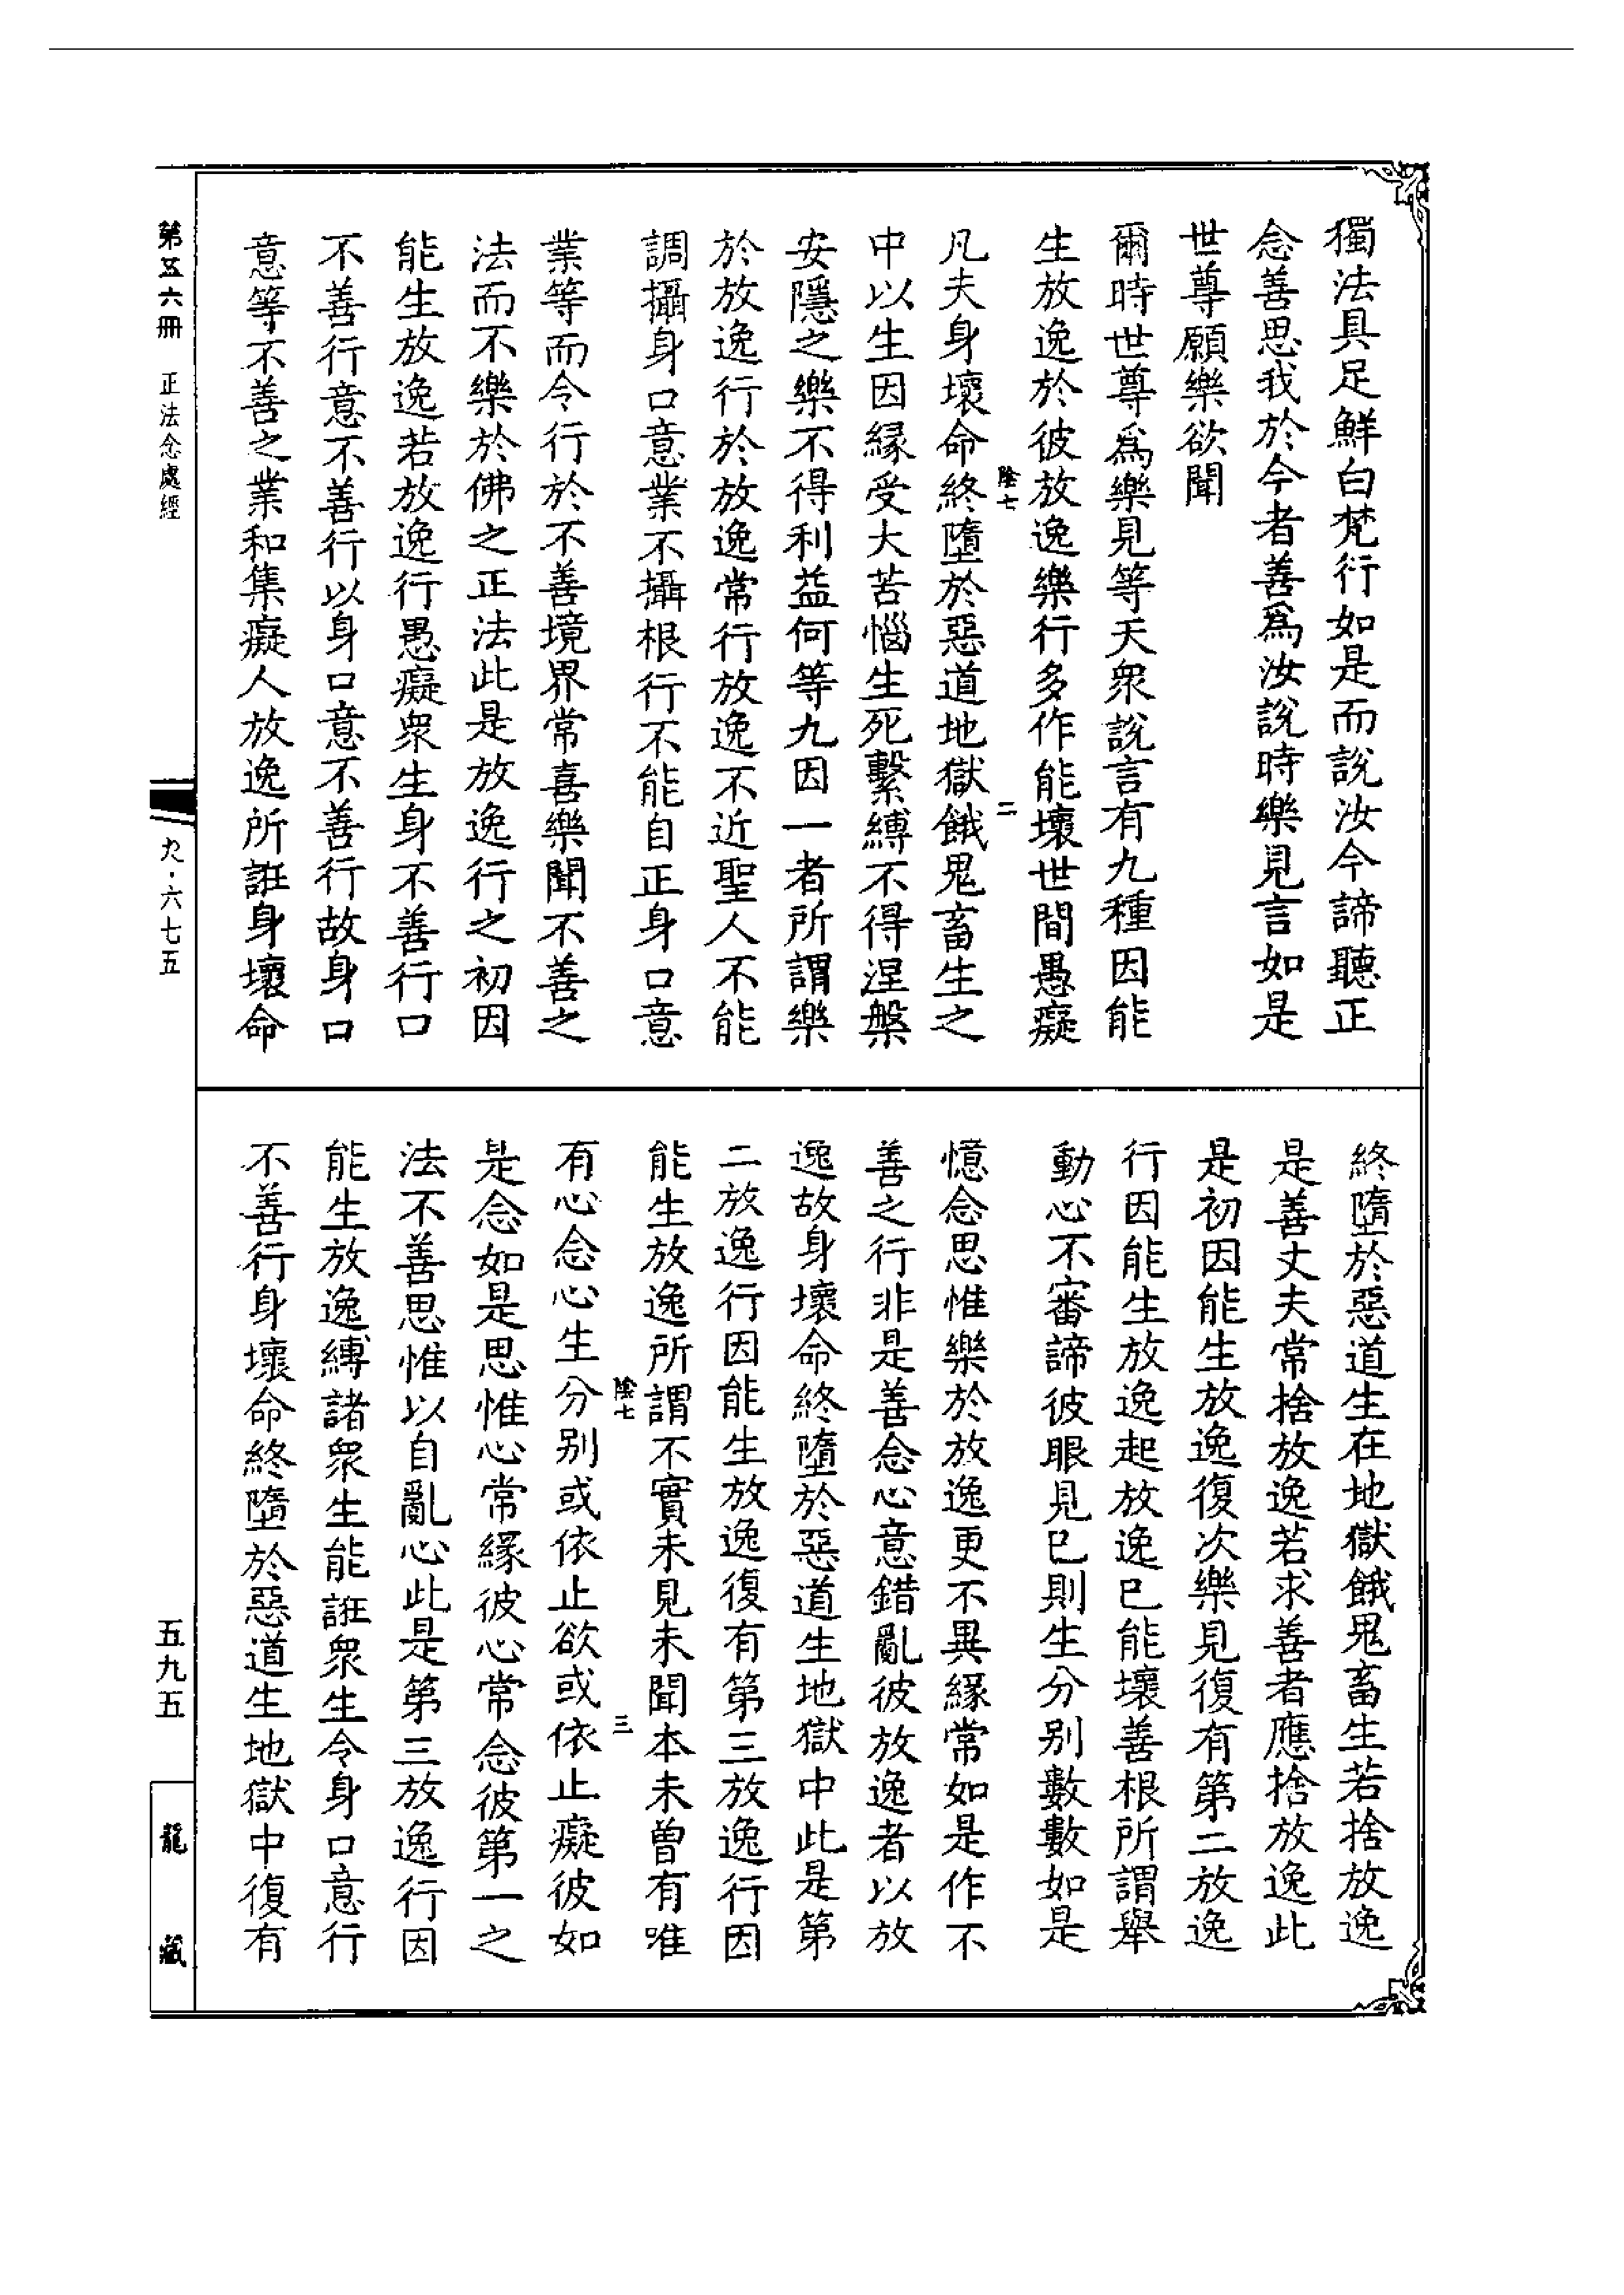 獨法具足鮮白梵行如是而說汝今諦聽正
念善思我於今者善爲汝說時樂見言如是
世尊願樂欲聞
爾時世尊爲樂見等天衆說言有九種因能
生放逸於彼放逸樂行多作能壞世間愚癡
陰七 二
凡夫身壞命終墮於惡道地獄餓鬼畜生之
中以生因緣受大苦惱生死繫縛不得涅槃
安隱之樂不得利益何等九因一者所謂樂
於放逸行於放逸常行放逸不近聖人不能
調攝身口意業不攝根行不能自正身口意
業等而令行於不善境界常喜樂聞不善之
法而不樂於佛之正法此是放逸行之初因
能生放逸若放逸行愚癡衆生身不善行口
不善行意不善行以身口意不善行故身口
意等不善之業和集癡人放逸所誑身壞命
終墮於惡道生在地獄餓鬼畜生若捨放逸
是善丈夫常捨放逸若求善者應捨放逸此
是初因能生放逸復次樂見復有第二放逸
行因能生放逸起放逸已能壞善根所謂舉
動心不審諦彼眼見已則生分别數數如是
憶念思惟樂於放逸更不異緣常如是作不
善之行非是善念心意錯亂彼放逸者以放
逸故身壞命終墮於惡道生地獄中此是第
二放逸行因能生放逸復有第三放逸行因
能生放逸所謂不實未見未聞本未曾有唯
陰七 三
有心念心生分别或依止欲或依止癡彼如
是念如是思惟心常緣彼心常念彼第一之
法不善思惟以自亂心此是第三放逸行因
能生放逸縛諸衆生能誑衆生令身口意行
不善行身壞命終墮於惡道生地獄中復有
第五六冊 正法念處經
九·六七五
五九五
龍藏